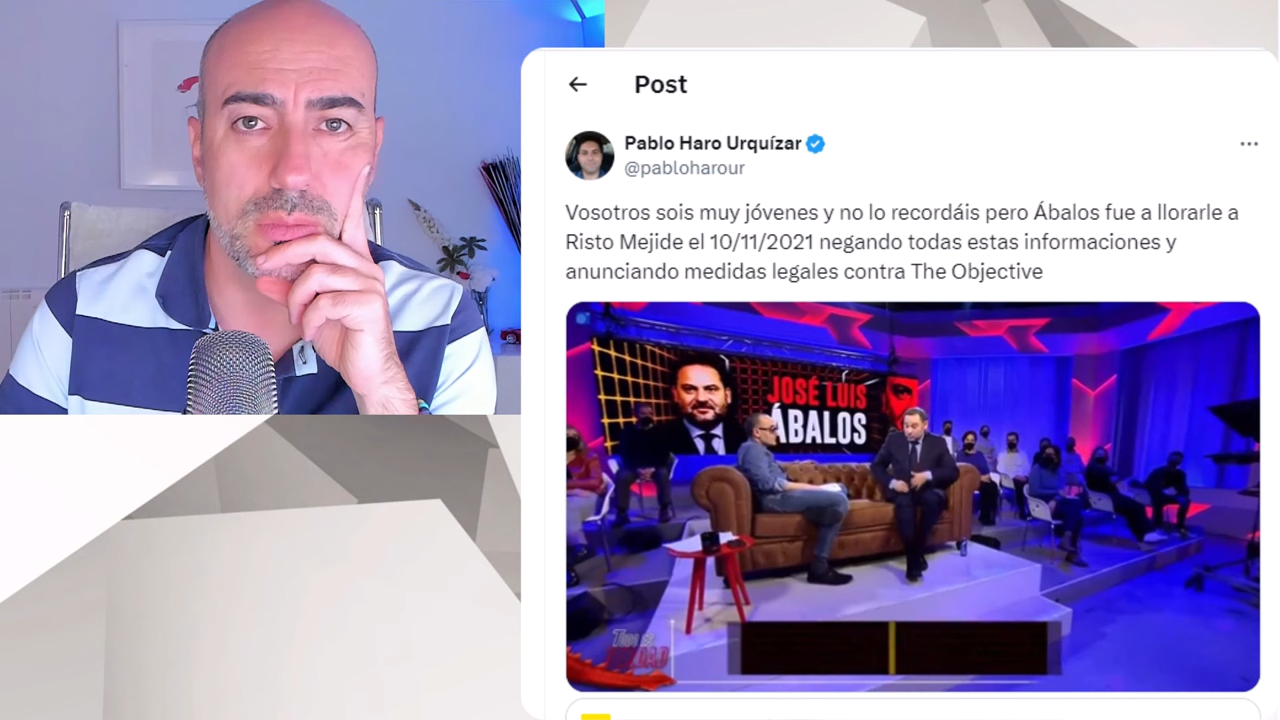 Post
Pablo Haro Urquízar
@pabloharour
Vosotros sois muy jóvenes y no lo recordáis pero Ábalos fue a llorarle a
Risto Mejide el 10/11/2021 negando todas estas informaciones y
anunciando medidas legales contra The Objective
JOSÉ LUIS
ÁBALOS